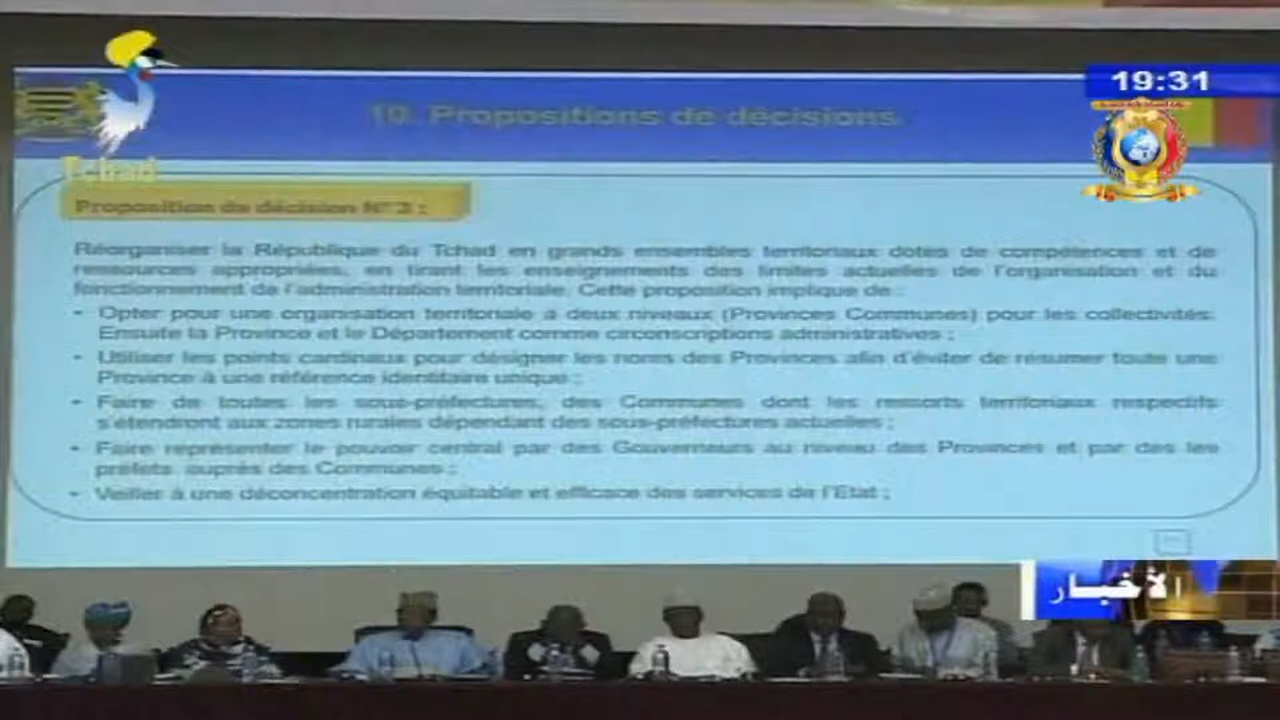 19:31
10. Propositions de décisions
Tchad
Proposition de décision N° 3 :
Réorganiser la République du Tchad en grands ensembles territoriaux dotés de compétences et de
ressources appropriées, en tirant les enseignements des limites actuelles de l'organisation et du
fonctionnement de l'administration territoriale. Cette proposition implique de :
• Opter pour une organisation territoriale à deux niveaux (Provinces Communes) pour les collectivités.
Ensuite la Province et le Département comme circonscriptions administratives ;
• Utiliser les points cardinaux pour désigner les noms des Provinces afin d'éviter de résumer toute une
Province à une référence identitaire unique ;
• Faire de toutes les sous-préfectures, des Communes dont les ressorts territoriaux respectifs
s'étendront aux zones rurales dépendant des sous-préfectures actuelles ;
• Faire représenter le pouvoir central par des Gouverneurs au niveau des Provinces et par des les
préfets auprès des Communes ;
• Veiller à une déconcentration équitable et efficace des services de l'Etat ;
الأخبار